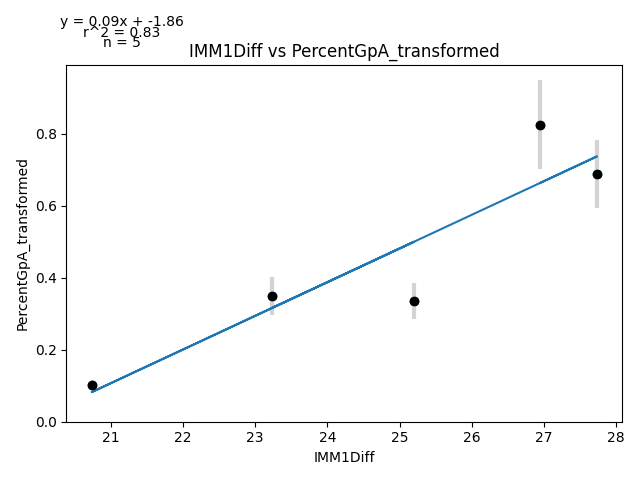 y = 0.09x + -1.86
r^2 = 0.83
n = 5
IMM1Diff vs PercentGpA_transformed
PercentGpA_transformed
0.8
0.6
0.4
0.2
0.0
21 22 23 24 25 26 27 28
IMM1Diff